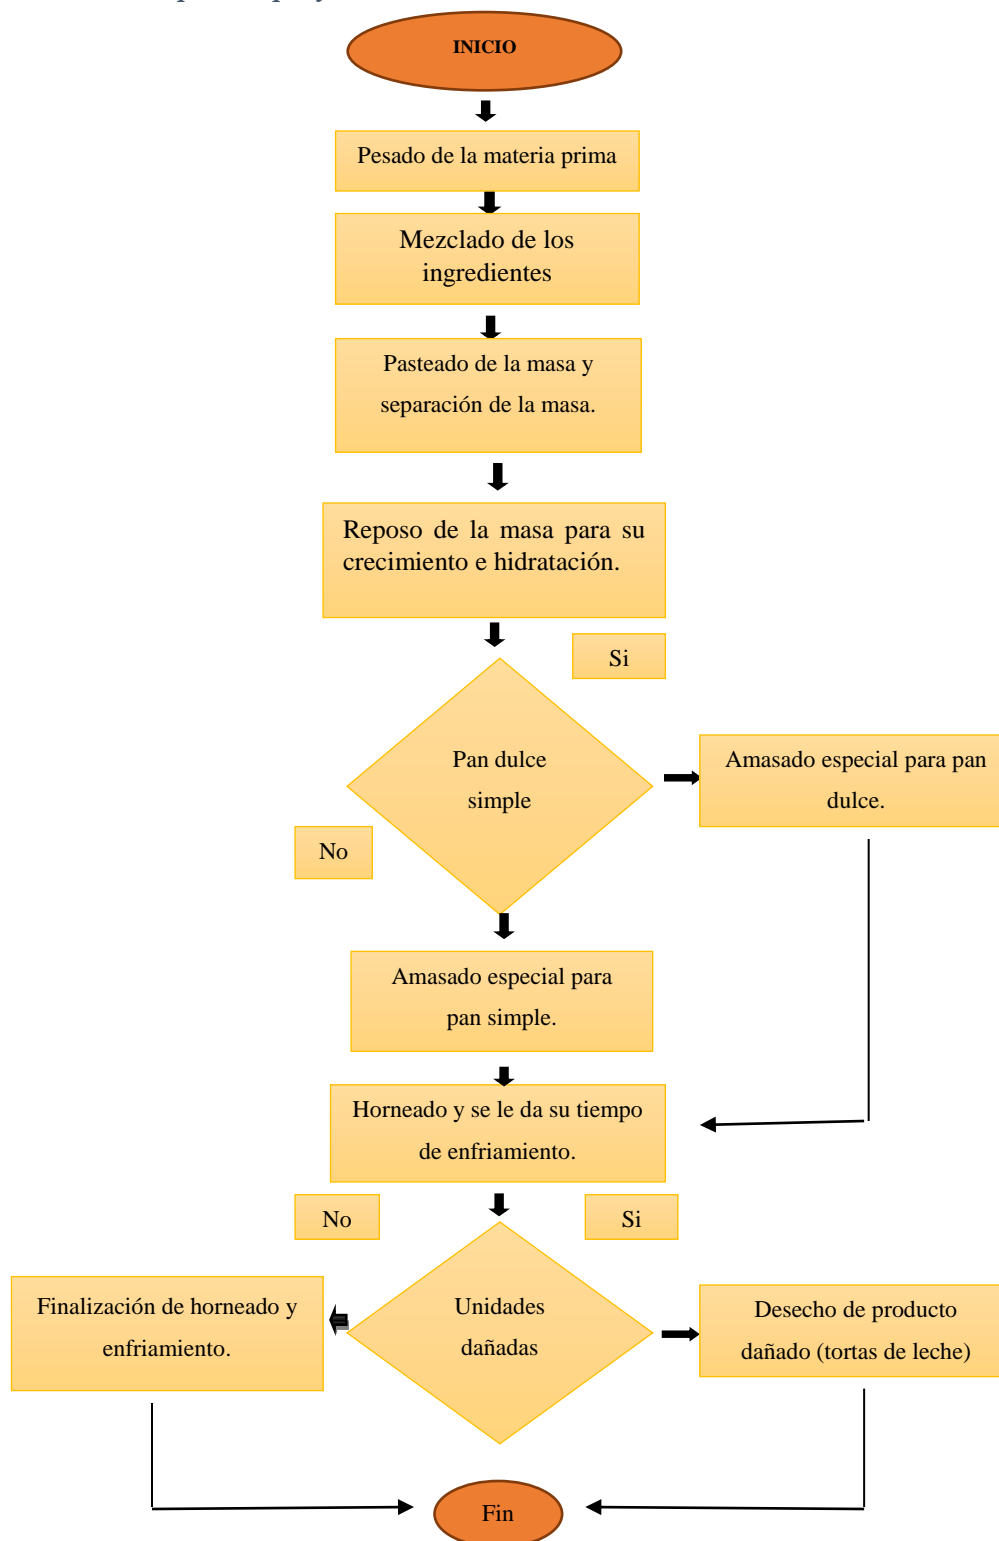 INICIO
Pesado de la materia prima
Mezclado de los
ingredientes
Pasteado de la masa y
separación de la masa.
Reposo de la masa para su
crecimiento e hidratación.
Si
Pan dulce
simple
Amasado especial para pan
dulce.
No
Amasado especial para
pan simple.
Horneado y se le da su tiempo
de enfriamiento.
No
Si
Finalización de horneado y
enfriamiento.
Unidades
dañadas
Desecho de producto
dañado (tortas de leche)
Fin